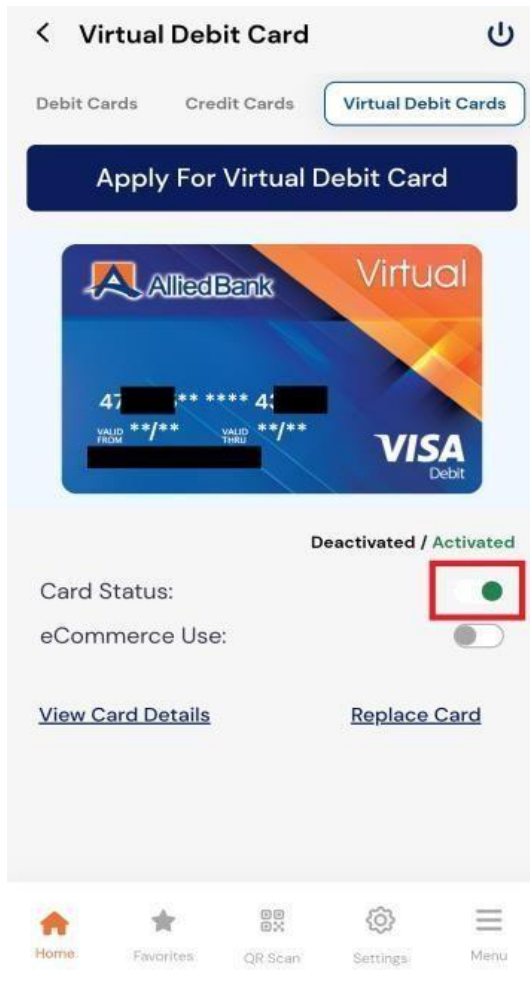 Virtual Debit Card
Debit Cards Credit Cards Virtual Debit Cards
Apply For Virtual Debit Card
AlliedBank Virtual
47 ** **** 4
VALID FROM **/** VALID THRU **/**
VISA
Debit
Deactivated / Activated
Card Status:
eCommerce Use:
View Card Details Replace Card
Home Favorites QR Scan Settings Menu